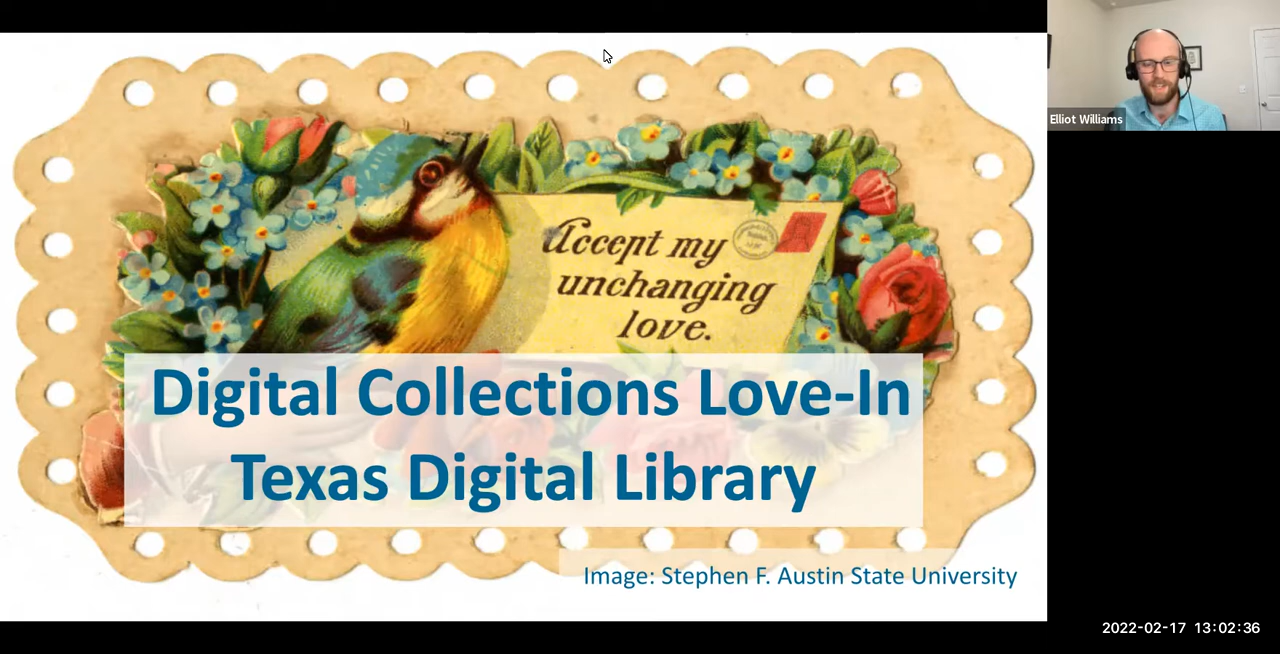 Accept my
unchanging
love.
Digital Collections Love-In
Texas Digital Library
Image: Stephen F. Austin State University
Elliot Williams
2022-02-17 13:02:36